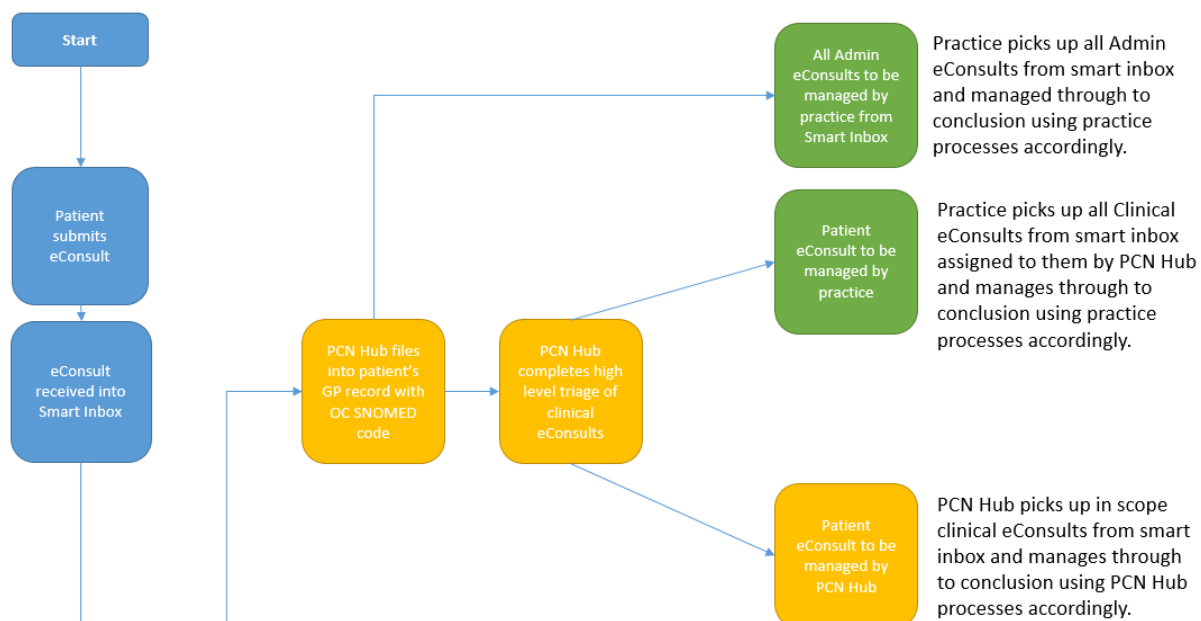 Start
Patient
submits
eConsult
eConsult
received into
Smart Inbox
PCN Hub files
into patient’s
GP record with
OC SNOMED
code
PCN Hub
completes high
level triage of
clinical
eConsults
All Admin
eConsults to be
managed by
practice from
Smart Inbox
Practice picks up all Admin
eConsults from smart inbox
and managed through to
conclusion using practice
processes accordingly.
Patient
eConsult to be
managed by
practice
Practice picks up all Clinical
eConsults from smart inbox
assigned to them by PCN Hub
and manages through to
conclusion using practice
processes accordingly.
Patient
eConsult to be
managed by
PCN Hub
PCN Hub picks up in scope
clinical eConsults from smart
inbox and manages through
to conclusion using PCN Hub
processes accordingly.